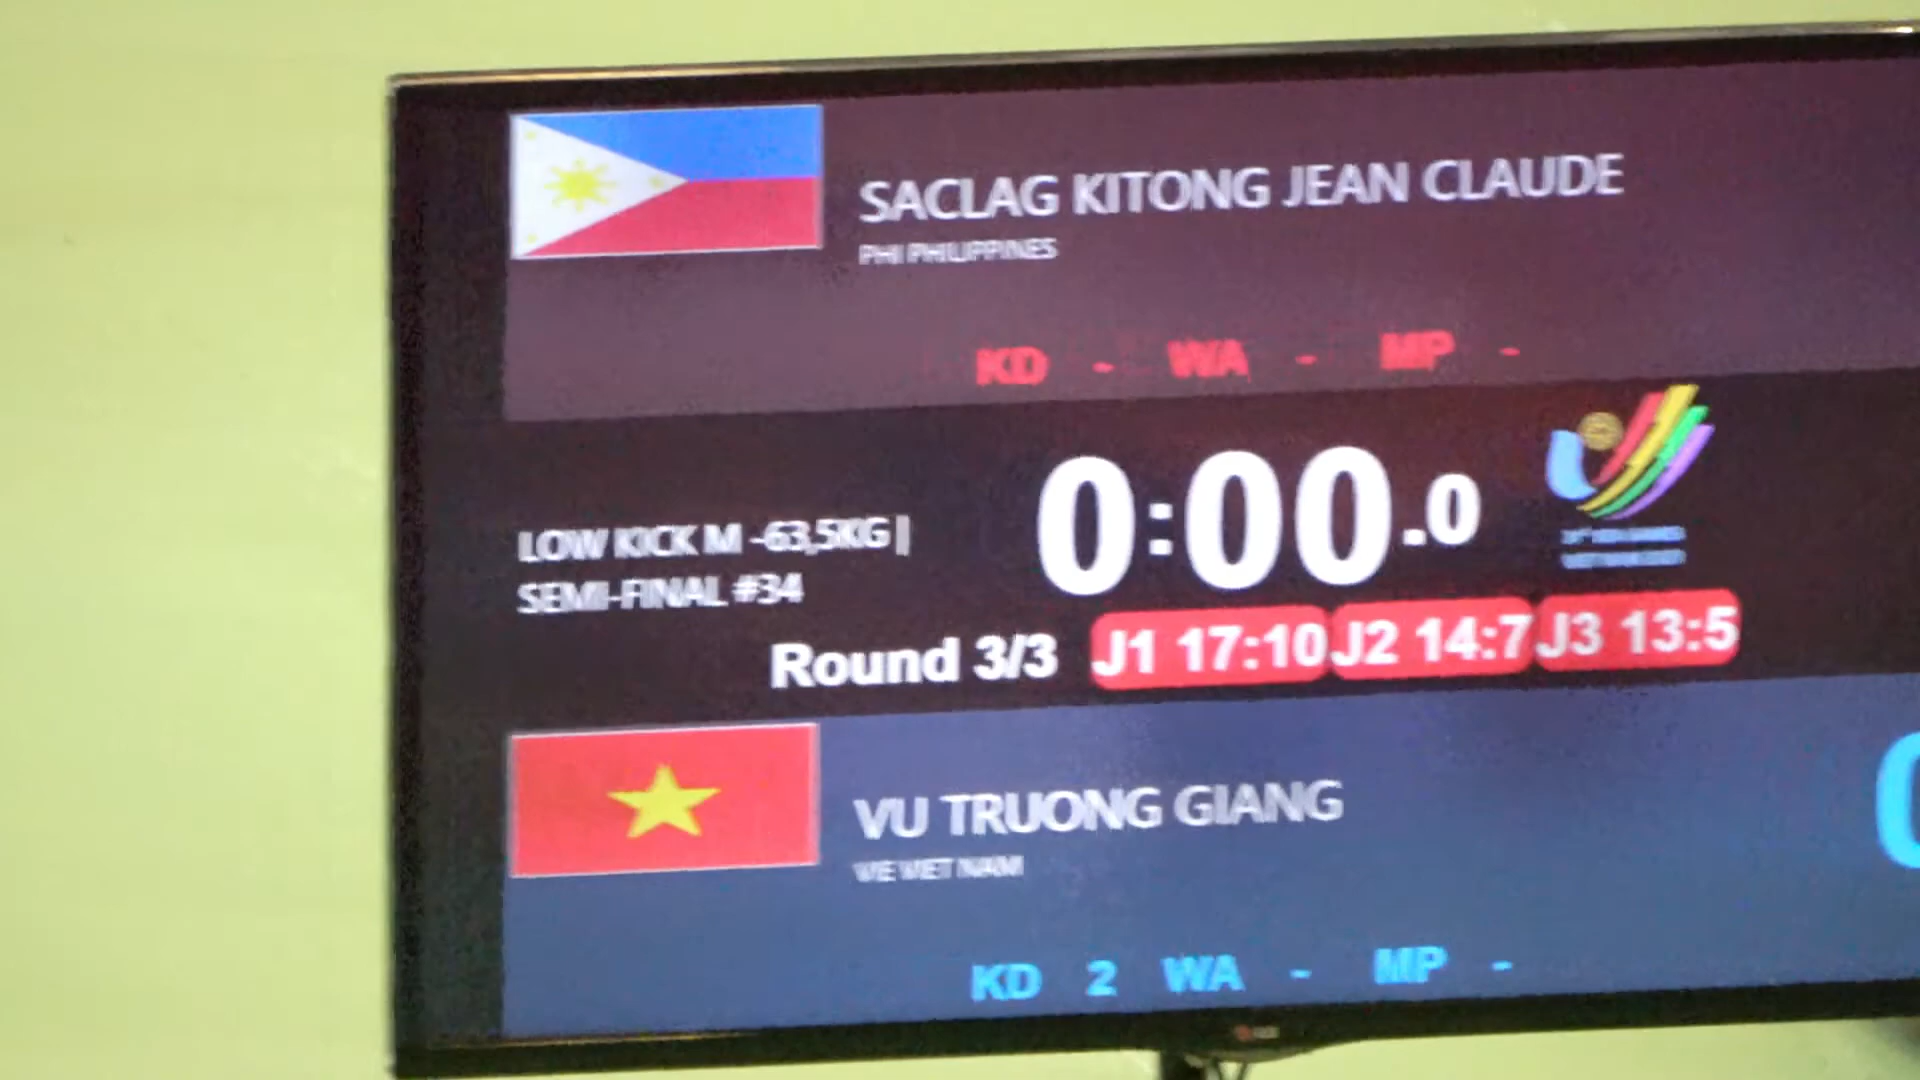 SACLAG KITONG JEAN CLAUDE
PHI PHILIPPINES
KD - WA - MP -
0:00.0
LOW KICK M -63,5KG |
SEMI-FINAL #34
Round 3/3 J1 17:10 J2 14:7 J3 13:5
VU TRUONG GIANG
VIE VIET NAM
KD 2 WA - MP -